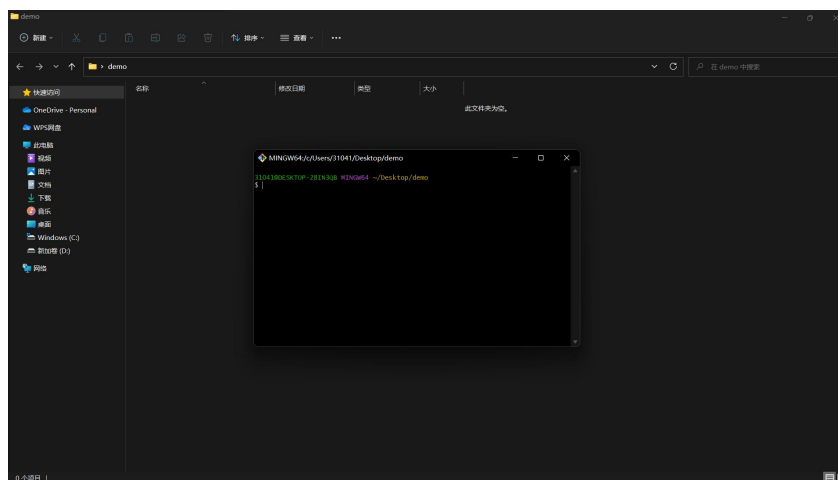 demo
新建
排序
查看
demo
在 demo 中搜索
快速访问
OneDrive - Personal
WPS网盘
此电脑
视频
图片
文档
下载
音乐
桌面
Windows (C:)
新加卷 (D:)
网络
名称
修改日期
类型
大小
此文件夹为空。
MINGW64:/c/Users/31041/Desktop/demo
31041@DESKTOP-28IN3QB MINGW64 ~/Desktop/demo
$
0 个项目